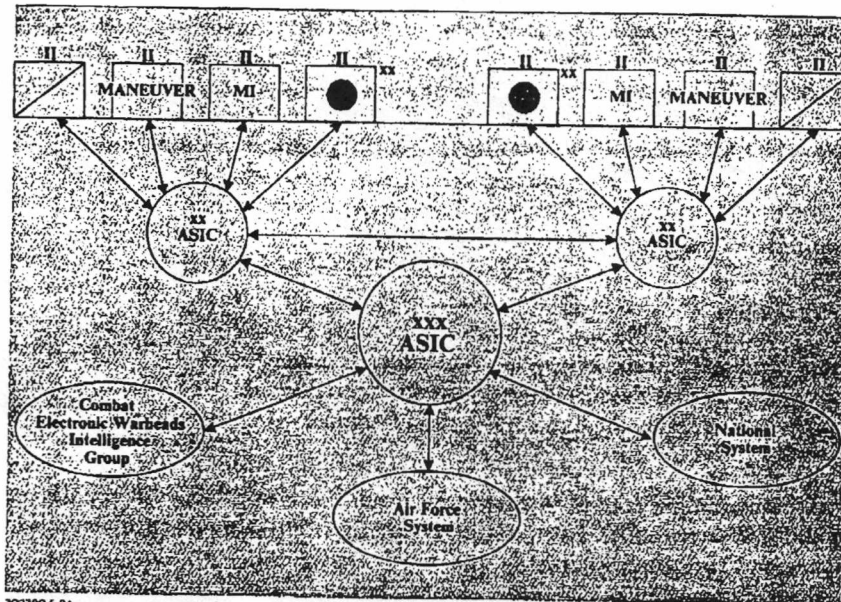 II II II II II II II II
MANEUVER MI xx xx MI MANEUVER
xx xx
ASIC ASIC
xxx
ASIC
Combat
Electronic Warheads
Intelligence
Group
National
System
Air Force
System